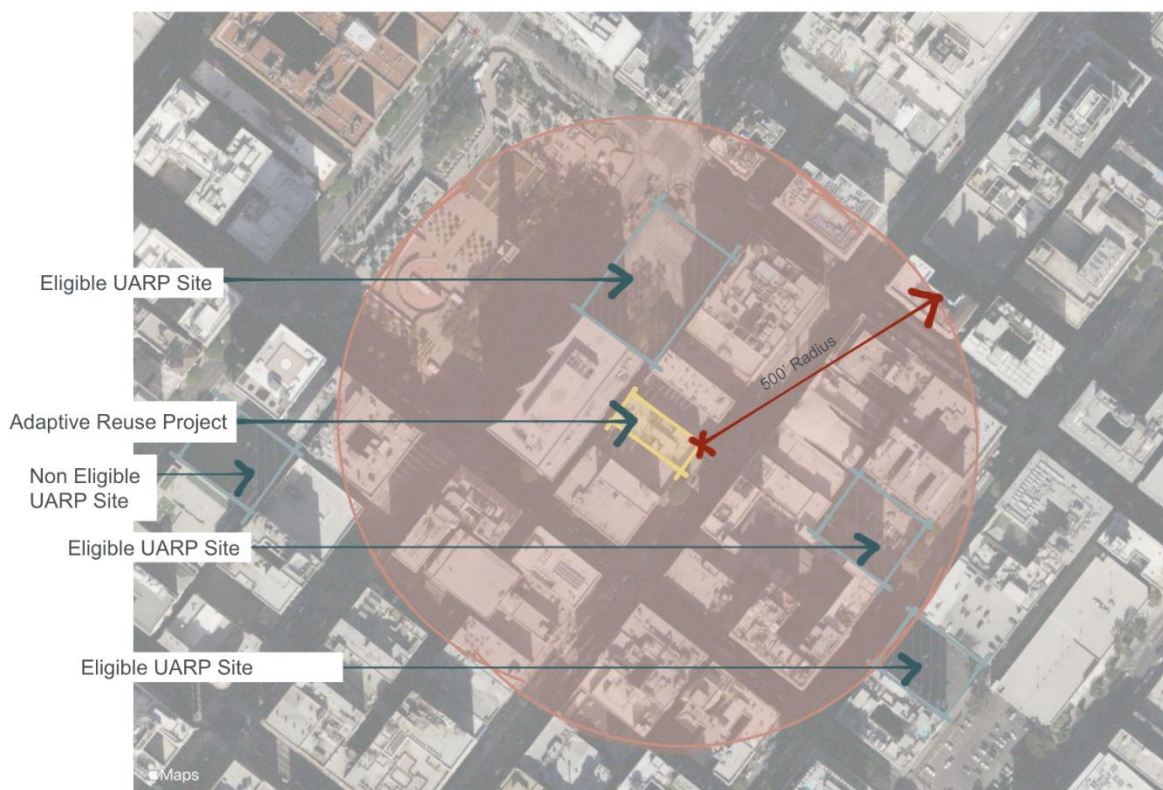 Eligible UARP Site
500' Radius
Adaptive Reuse Project
Non Eligible
UARP Site
Eligible UARP Site
Eligible UARP Site
Maps